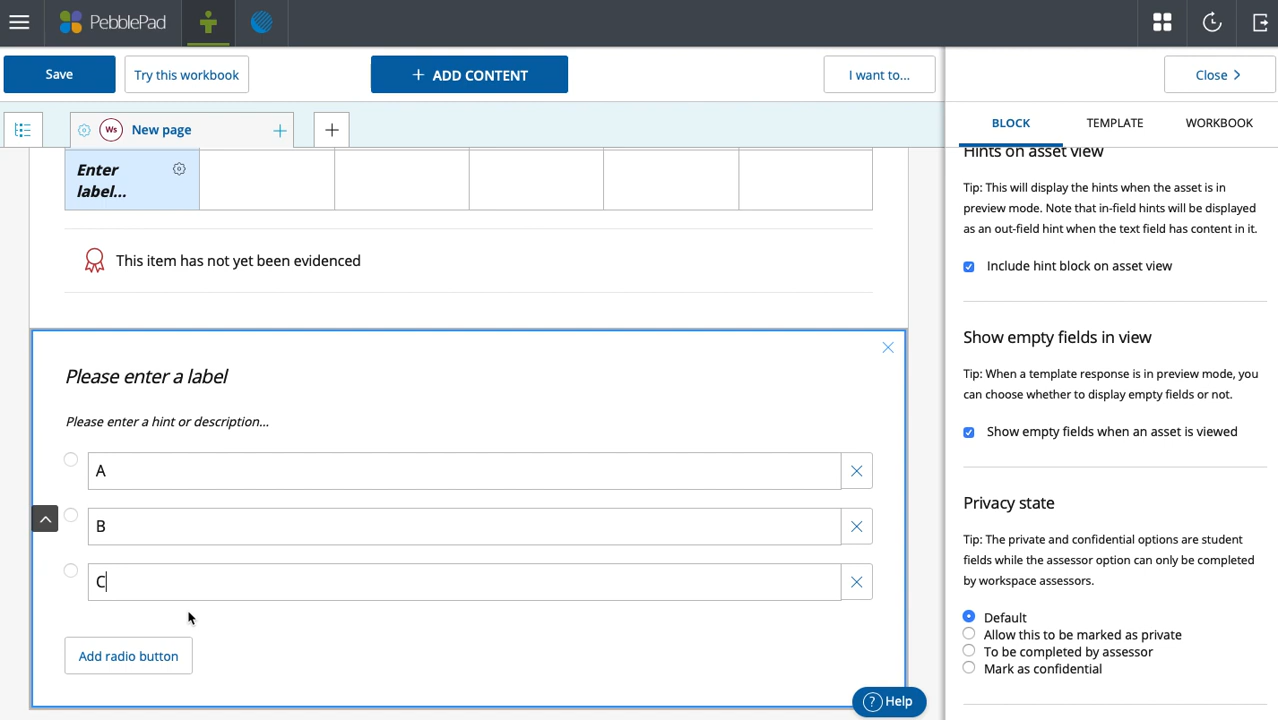 PebblePad
Save
Try this workbook
+ ADD CONTENT
I want to...
Close
Ws New page
BLOCK
TEMPLATE
WORKBOOK
Enter
label...
This item has not yet been evidenced
Please enter a label
Please enter a hint or description...
A
B
C
Add radio button
Hints on asset view
Tip: This will display the hints when the asset is in
preview mode. Note that in-field hints will be displayed
as an out-field hint when the text field has content in it.
Include hint block on asset view
Show empty fields in view
Tip: When a template response is in preview mode, you
can choose whether to display empty fields or not.
Show empty fields when an asset is viewed
Privacy state
Tip: The private and confidential options are student
fields while the assessor option can only be completed
by workspace assessors.
Default
Allow this to be marked as private
To be completed by assessor
Mark as confidential
? Help